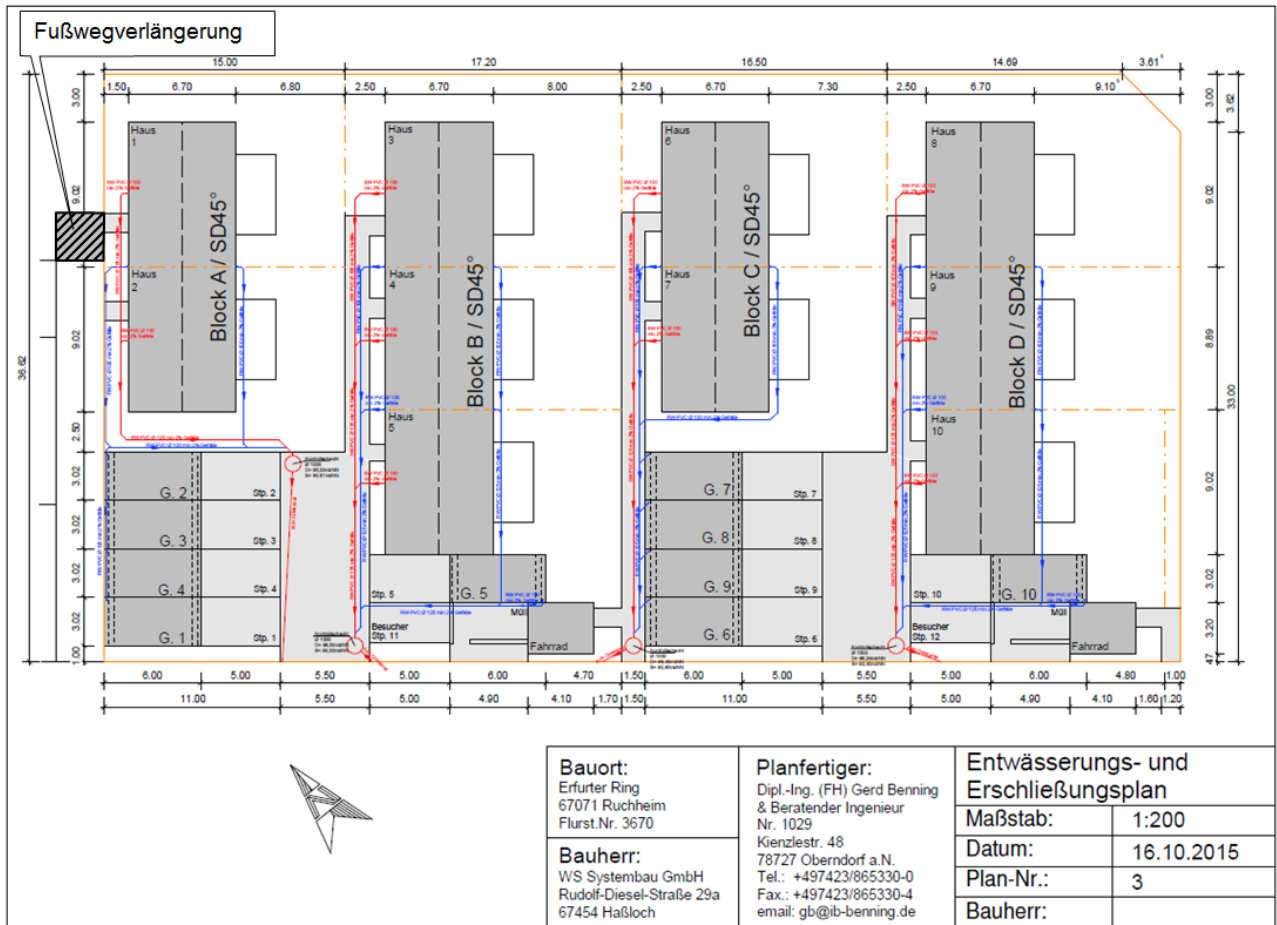 Fußwegverlängerung
15.00 17.20 16.50 14.69 3.61⁵
1.50 6.70 6.80 2.50 6.70 8.00 2.50 6.70 7.30 2.50 6.70 9.10⁵
3.00
9.02
9.02
2.50
3.02
3.02
3.02
3.02
1.00
36.62
3.00
3.62
9.02
8.89
33.00
9.02
3.02
3.20
47
Haus
1
Haus
2
Block A / SD45°
Haus
3
Haus
4
Haus
5
Block B / SD45°
Haus
6
Haus
7
Block C / SD45°
Haus
8
Haus
9
Haus
10
Block D / SD45°
G. 2 Stp. 2
G. 3 Stp. 3
G. 4 Stp. 4
G. 1 Stp. 1
Stp. 5 G. 5
Müll
Besucher
Stp. 11
Fahrrad
G. 7 Stp. 7
G. 8 Stp. 8
G. 9 Stp. 9
G. 6 Stp. 6
Stp. 10 G. 10
Müll
Besucher
Stp. 12
Fahrrad
6.00 5.00 5.50 5.00 6.00 4.70 1.50 6.00 5.00 5.50 5.00 6.00 4.80 1.00
11.00 5.50 5.00 4.90 4.10 1.70 1.50 11.00 5.50 5.00 4.90 4.10 1.60 1.20
Bauort:
Erfurter Ring
67071 Ruchheim
Flurst.Nr. 3670
Bauherr:
WS Systembau GmbH
Rudolf-Diesel-Straße 29a
67454 Haßloch
Planfertiger:
Dipl.-Ing. (FH) Gerd Benning
& Beratender Ingenieur
Nr. 1029
Kienzlestr. 48
78727 Oberndorf a.N.
Tel.: +497423/865330-0
Fax.: +497423/865330-4
email: gb@ib-benning.de
Entwässerungs- und
Erschließungsplan
Maßstab: 1:200
Datum: 16.10.2015
Plan-Nr.: 3
Bauherr: